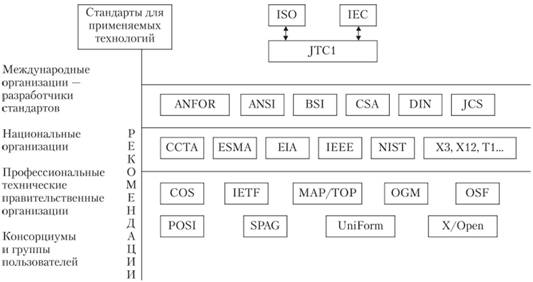 Стандарты для
применяемых
технологий
ISO
IEC
JTC1
Международные
организации —
разработчики
стандартов
ANFOR
ANSI
BSI
CSA
DIN
JCS
Национальные
организации
CCTA
ESMA
EIA
IEEE
NIST
X3, X12, T1...
Профессиональные
технические
правительственные
организации
COS
IETF
MAP/TOP
OGM
OSF
POSI
SPAG
UniForm
X/Open
Консорциумы
и группы
пользователей
Р
Е
К
О
М
Е
Н
Д
А
Ц
И
И